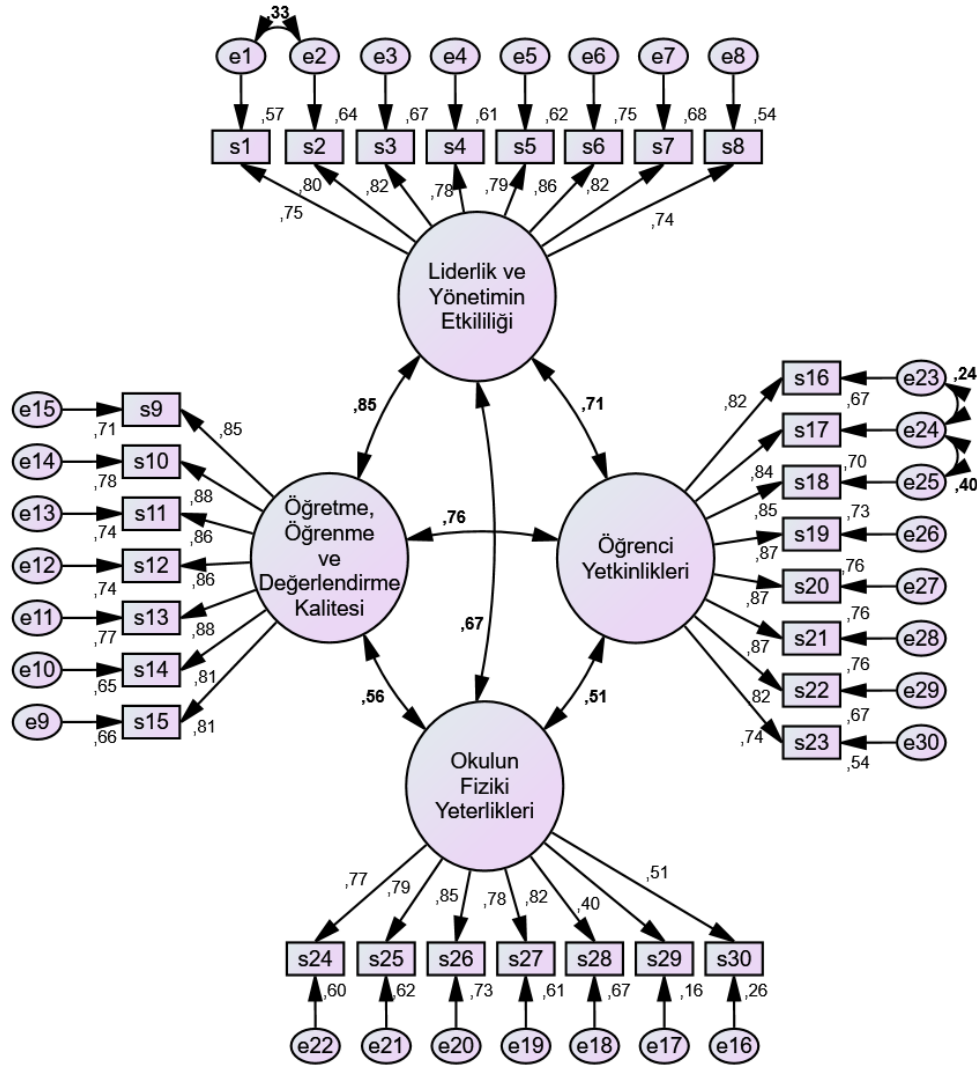 ,33
e1 e2 e3 e4 e5 e6 e7 e8
,57 ,64 ,67 ,61 ,62 ,75 ,68 ,54
s1 s2 s3 s4 s5 s6 s7 s8
,75 ,80 ,82 ,78 ,79 ,86 ,82 ,74
Liderlik ve
Yönetimin
Etkililiği
,85 ,71
e15 s9
,71 ,85
e14 s10
,78 ,88
e13 s11
,74 ,86
e12 s12
,74 ,86
e11 s13
,77 ,88
e10 s14
,65 ,81
e9 s15
,66 ,81
Öğretme,
Öğrenme
ve
Değerlendirme
Kalitesi
,76
,67
Öğrenci
Yetkinlikleri
s16 e23 ,24
,82 ,67
s17 e24
,84 ,70
s18 e25 ,40
,85 ,73
s19 e26
,87 ,76
s20 e27
,87 ,76
s21 e28
,87 ,76
s22 e29
,82 ,67
s23 e30
,74 ,54
,56 ,51
Okulun
Fiziki
Yeterlikleri
,77 ,79 ,85 ,78 ,82 ,40 ,51
s24 s25 s26 s27 s28 s29 s30
,60 ,62 ,73 ,61 ,67 ,16 ,26
e22 e21 e20 e19 e18 e17 e16